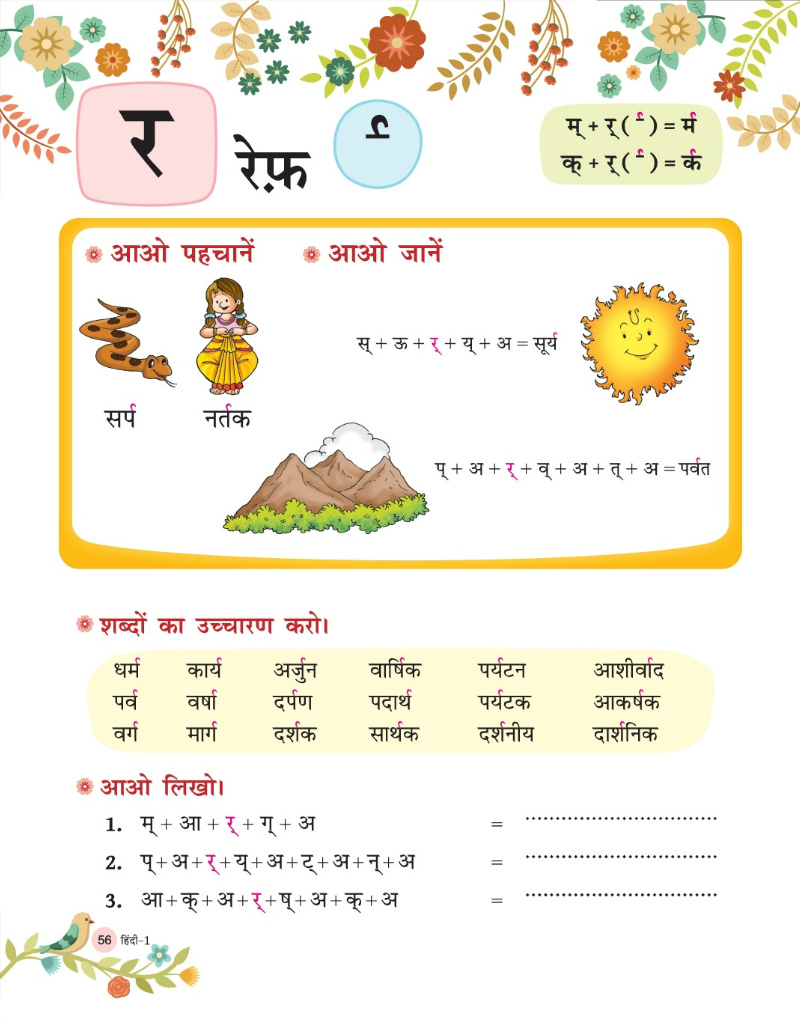 र रेफ़ र्
म् + र् ( र् ) = र्म
क् + र् ( र् ) = र्क
आओ पहचानें आओ जानें
स् + ऊ + र् + य् + अ = सूर्य
सर्प नर्तक
प् + अ + र् + व् + अ + त् + अ = पर्वत
शब्दों का उच्चारण करो।
धर्म कार्य अर्जुन वार्षिक पर्यटन आशीर्वाद
पर्व वर्षा दर्पण पदार्थ पर्यटक आकर्षक
वर्ग मार्ग दर्शक सार्थक दर्शनीय दार्शनिक
आओ लिखो।
1. म् + आ + र् + ग् + अ = ................................
2. प् + अ + र् + य् + अ + ट् + अ + न् + अ = ................................
3. आ + क् + अ + र् + ष् + अ + क् + अ = ................................
56 हिंदी-1